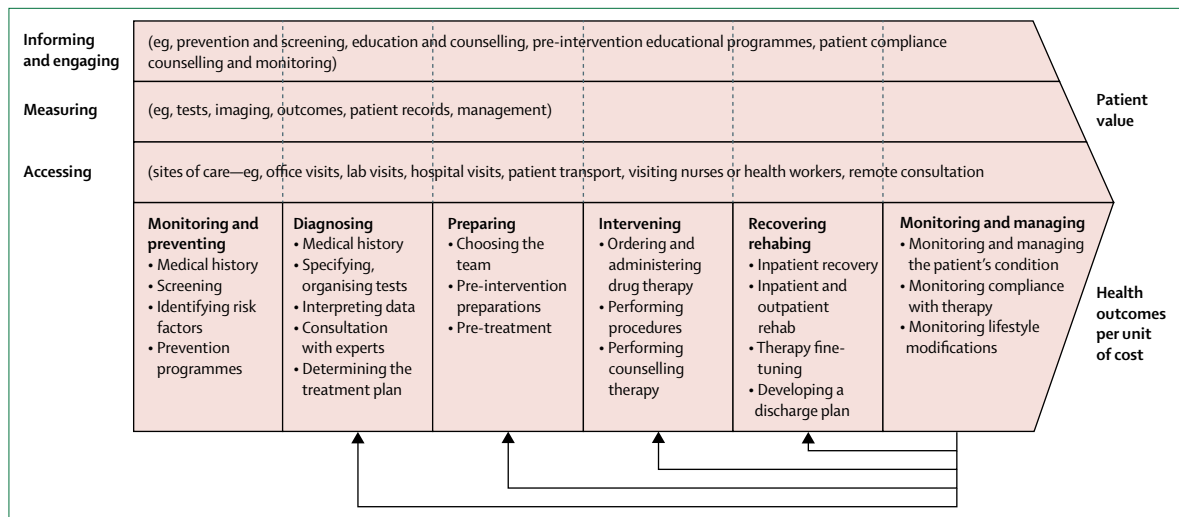 Informing
and engaging
(eg, prevention and screening, education and counselling, pre-intervention educational programmes, patient compliance
counselling and monitoring)
Measuring
(eg, tests, imaging, outcomes, patient records, management)
Patient
value
Accessing
(sites of care—eg, office visits, lab visits, hospital visits, patient transport, visiting nurses or health workers, remote consultation
Monitoring and
preventing
• Medical history
• Screening
• Identifying risk
factors
• Prevention
programmes
Diagnosing
• Medical history
• Specifying,
organising tests
• Interpreting data
• Consultation
with experts
• Determining the
treatment plan
Preparing
• Choosing the
team
• Pre-intervention
preparations
• Pre-treatment
Intervening
• Ordering and
administering
drug therapy
• Performing
procedures
• Performing
counselling
therapy
Recovering
rehabing
• Inpatient recovery
• Inpatient and
outpatient
rehab
• Therapy fine-
tuning
• Developing a
discharge plan
Monitoring and managing
• Monitoring and managing
the patient's condition
• Monitoring compliance
with therapy
• Monitoring lifestyle
modifications
Health
outcomes
per unit
of cost